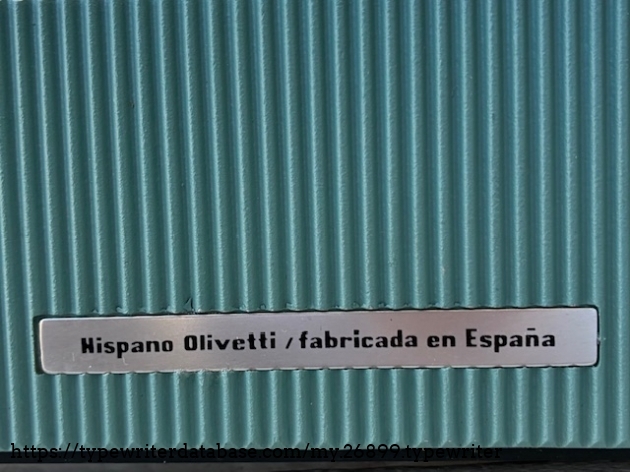 Hispano Olivetti / fabricada en España
https://typewriterdatabase.com/my.26899.typewriter